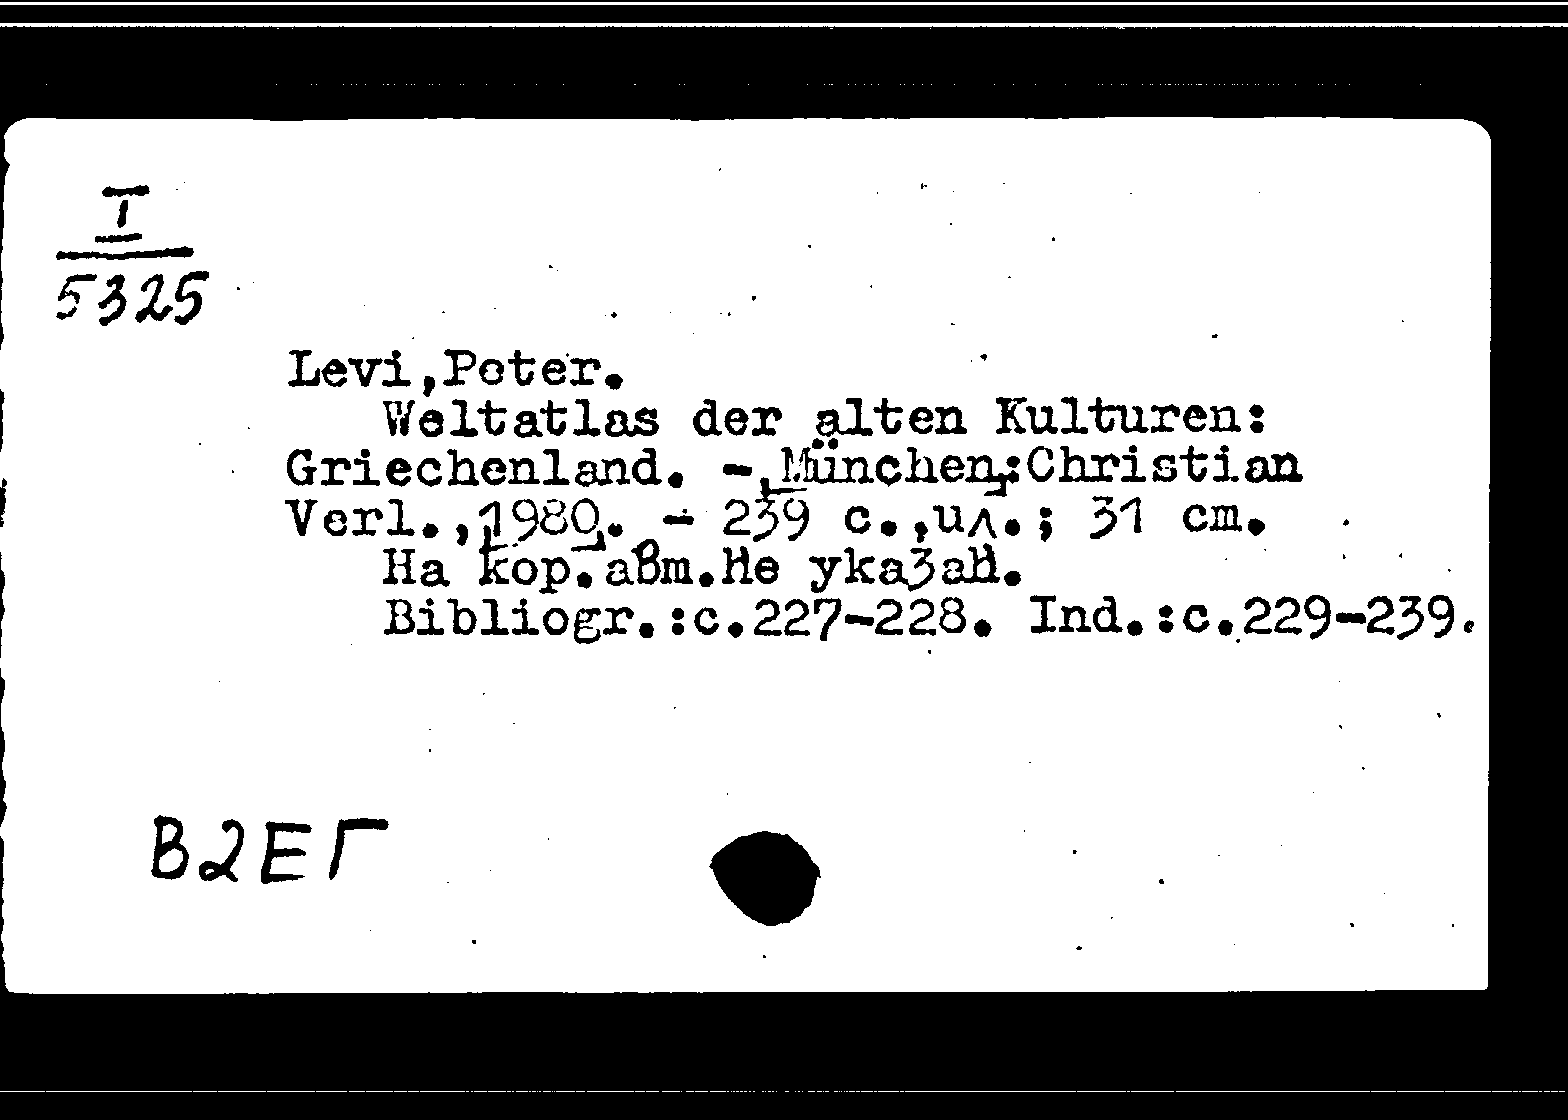 I
5325
Levi,Peter.
Weltatlas der alten Kulturen:
Griechenland. - [München]:Christian
Verl.,[1980]. - 239 с.,ил.; 31 cm.
На кор. авт. не указан.
Bibliogr.:с.227-228. Ind.:с.229-239.
В2ЕГ